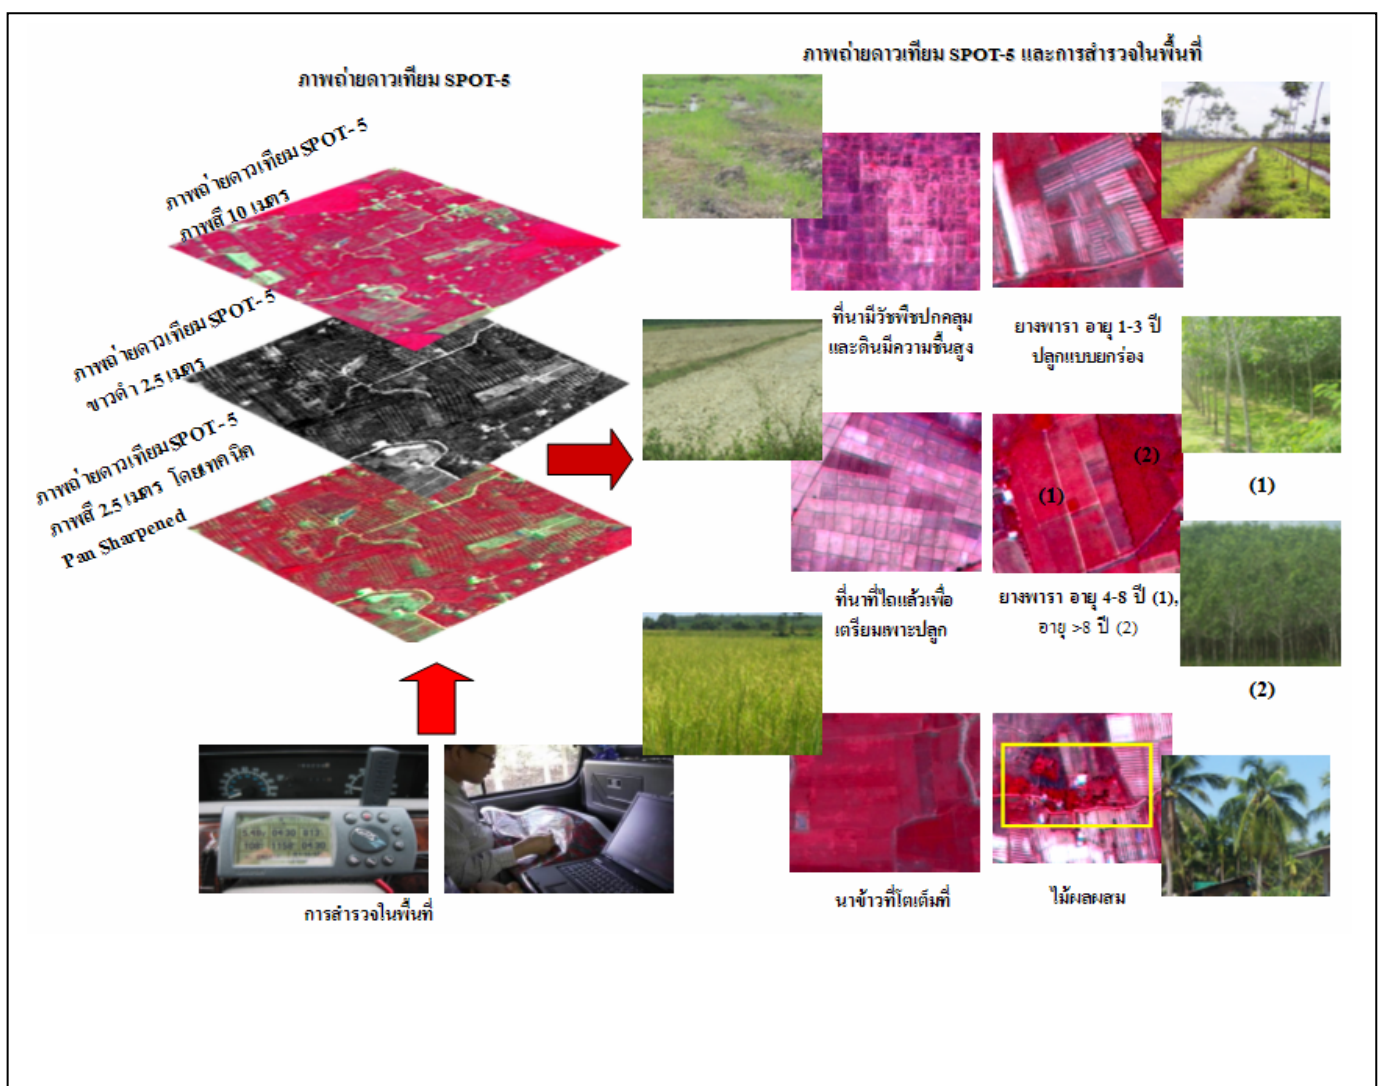 ภาพถ่ายดาวเทียม SPOT-5
ภาพถ่ายดาวเทียม SPOT-5
ภาพสี 10 เมตร
ภาพถ่ายดาวเทียม SPOT-5
ขาวดำ 2.5 เมตร
ภาพถ่ายดาวเทียม SPOT-5
ภาพสี 2.5 เมตร โดยเทคนิค
Pan Sharpened
การสำรวจในพื้นที่
ภาพถ่ายดาวเทียม SPOT-5 และการสำรวจในพื้นที่
ที่นามีวัชพืชปกคลุม
และดินมีความชื้นสูง
ยางพารา อายุ 1-3 ปี
ปลูกแบบยกร่อง
(1)
(2)
(1)
ที่นาที่ไถแล้วเพื่อ
เตรียมเพาะปลูก
ยางพารา อายุ 4-8 ปี (1),
อายุ >8 ปี (2)
(2)
นาข้าวที่โตเต็มที่
ไม้ผลผสม